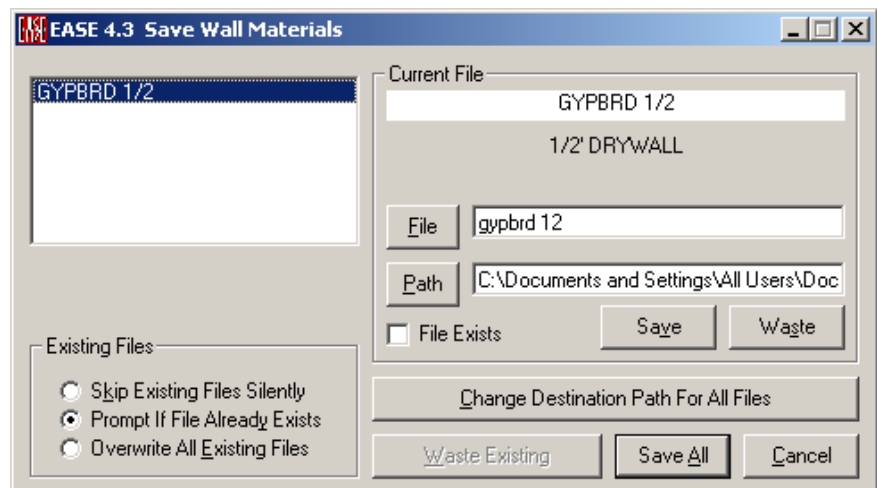 EASE 4.3 Save Wall Materials
GYPBRD 1/2
Current File
GYPBRD 1/2
1/2' DRYWALL
File
gypbrd 12
Path
C:\Documents and Settings\All Users\Doc
File Exists
Save
Waste
Existing Files
Skip Existing Files Silently
Prompt If File Already Exists
Overwrite All Existing Files
Change Destination Path For All Files
Waste Existing
Save All
Cancel